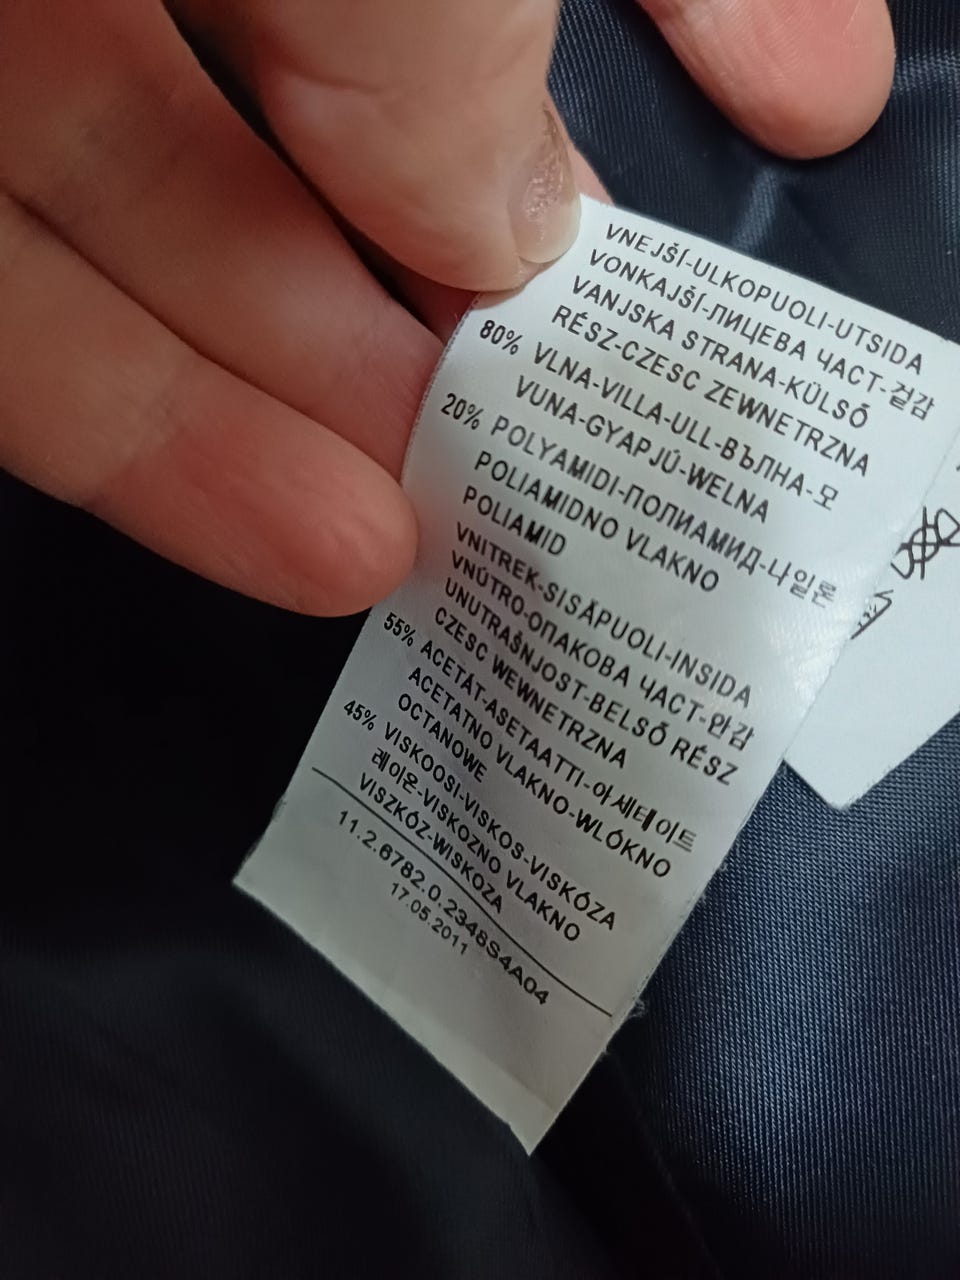 VNEJŠÍ-ULKOPUOLI-UTSIDA
VONKAJŠÍ-ЛИЦЕВА ЧАСТ-겉감
VANJSKA STRANA-KÜLSŐ
RÉSZ-CZESC ZEWNETRZNA
80% VLNA-VILLA-ULL-ВЪЛНА-모
VUNA-GYAPJÚ-WELNA
20% POLYAMIDI-ПОЛИАМИД-나일론
POLIAMIDNO VLAKNO
POLIAMID
VNITREK-SISÄPUOLI-INSIDA
VNÚTRO-ОПАКОВА ЧАСТ-안감
UNUTRAŠNJOST-BELSŐ RÉSZ
CZESC WEWNETRZNA
55% ACETÁT-ASETAATTI-아세테이트
ACETATNO VLAKNO-WLÓKNO
OCTANOWE
45% VISKOOSI-VISKOS-VISKÓZA
레이온-VISKOZNO VLAKNO
VISZKÓZ-WISKOZA
11.2.6782.0.2348S4A04
17.05.2011